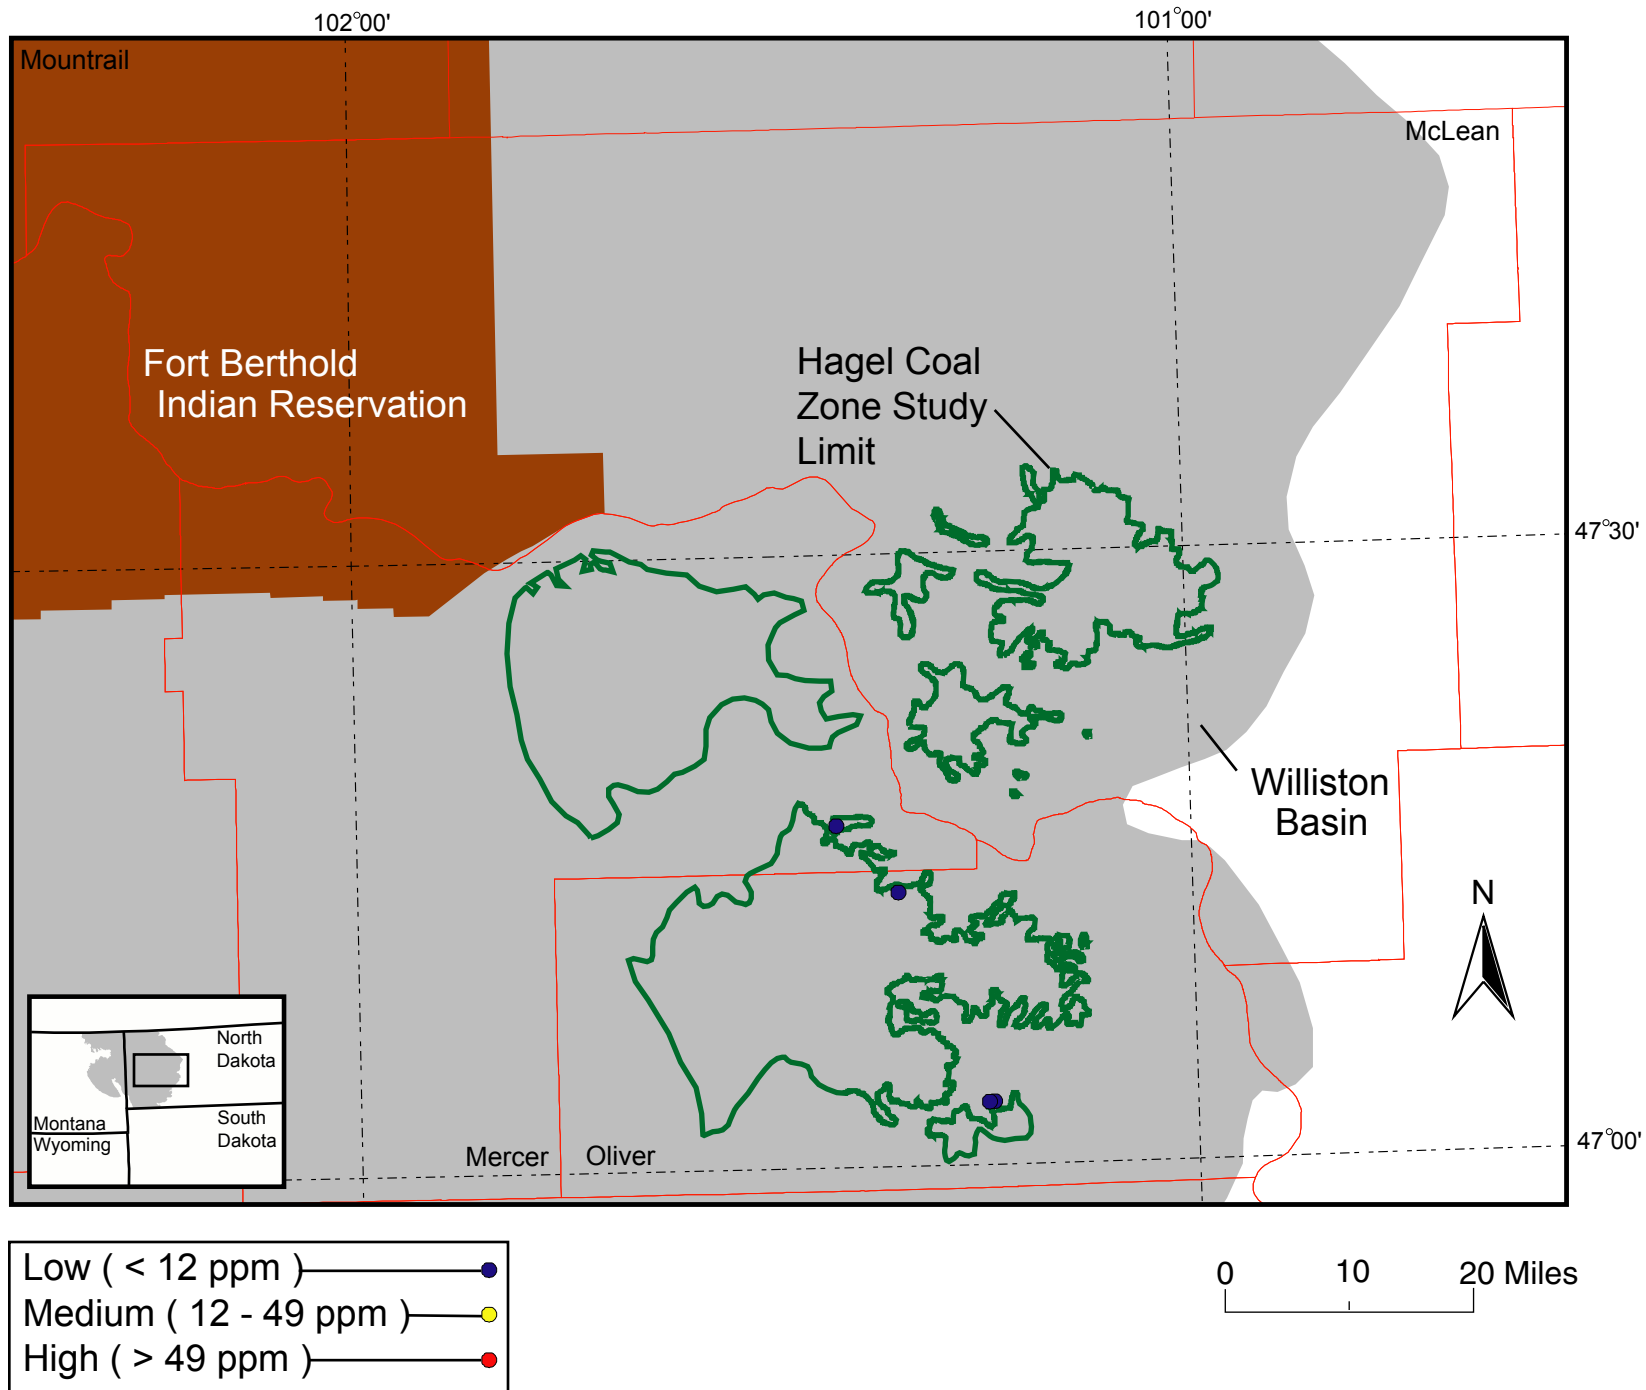 102°00'
101°00'
Mountrail
McLean
Fort Berthold
Indian Reservation
Hagel Coal
Zone Study
Limit
47°30'
Williston
Basin
N
North
Dakota
South
Dakota
Montana
Wyoming
Mercer
Oliver
47°00'
Low ( < 12 ppm )
Medium ( 12 - 49 ppm )
High ( > 49 ppm )
0 10 20 Miles